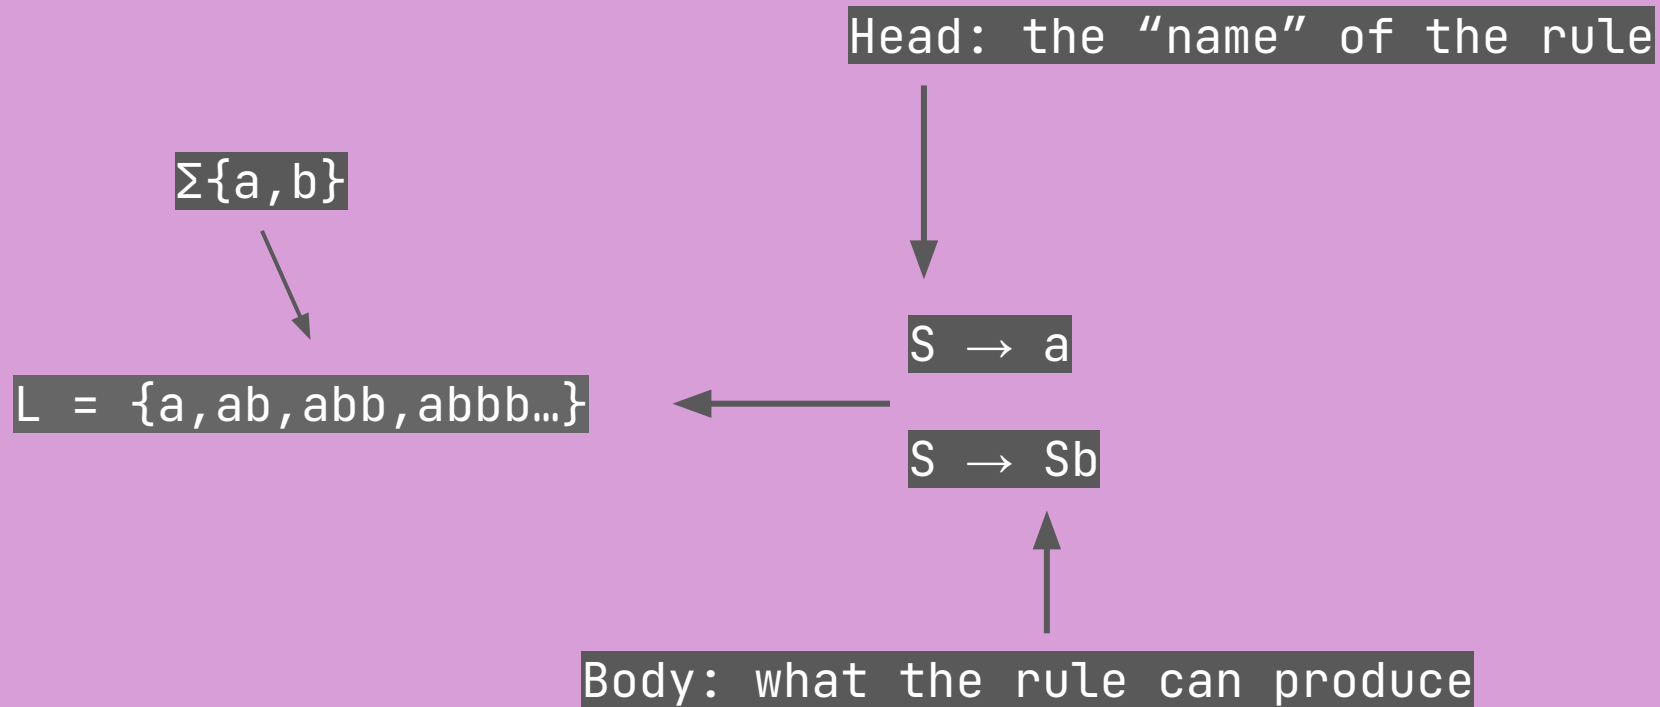 Head: the “name” of the rule
Σ{a,b}
S → a
L = {a,ab,abb,abbb…}
S → Sb
Body: what the rule can produce